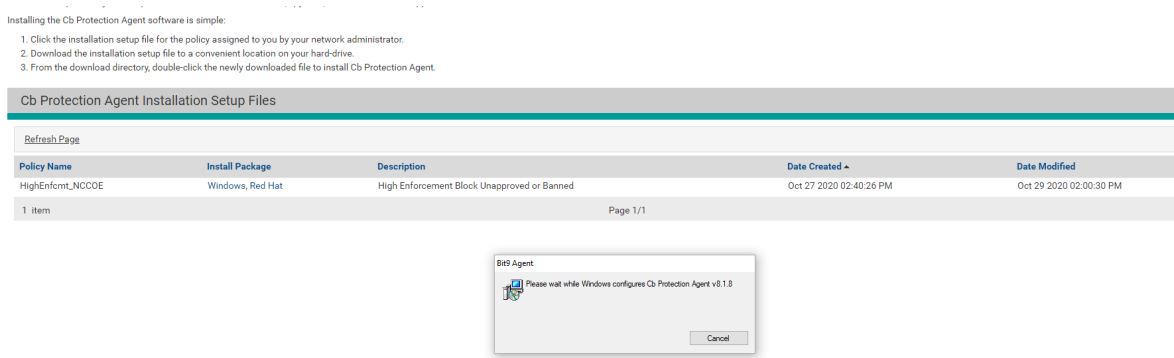 Installing the Cb Protection Agent software is simple:
1. Click the installation setup file for the policy assigned to you by your network administrator.
2. Download the installation setup file to a convenient location on your hard-drive.
3. From the download directory, double-click the newly downloaded file to install Cb Protection Agent.
Cb Protection Agent Installation Setup Files
Refresh Page
Policy Name Install Package Description Date Created Date Modified
HighEnfcmt_NCCOE Windows, Red Hat High Enforcement Block Unapproved or Banned Oct 27 2020 02:40:26 PM Oct 29 2020 02:00:30 PM
1 item Page 1/1
Bit9 Agent
Please wait while Windows configures Cb Protection Agent v8.1.8
Cancel